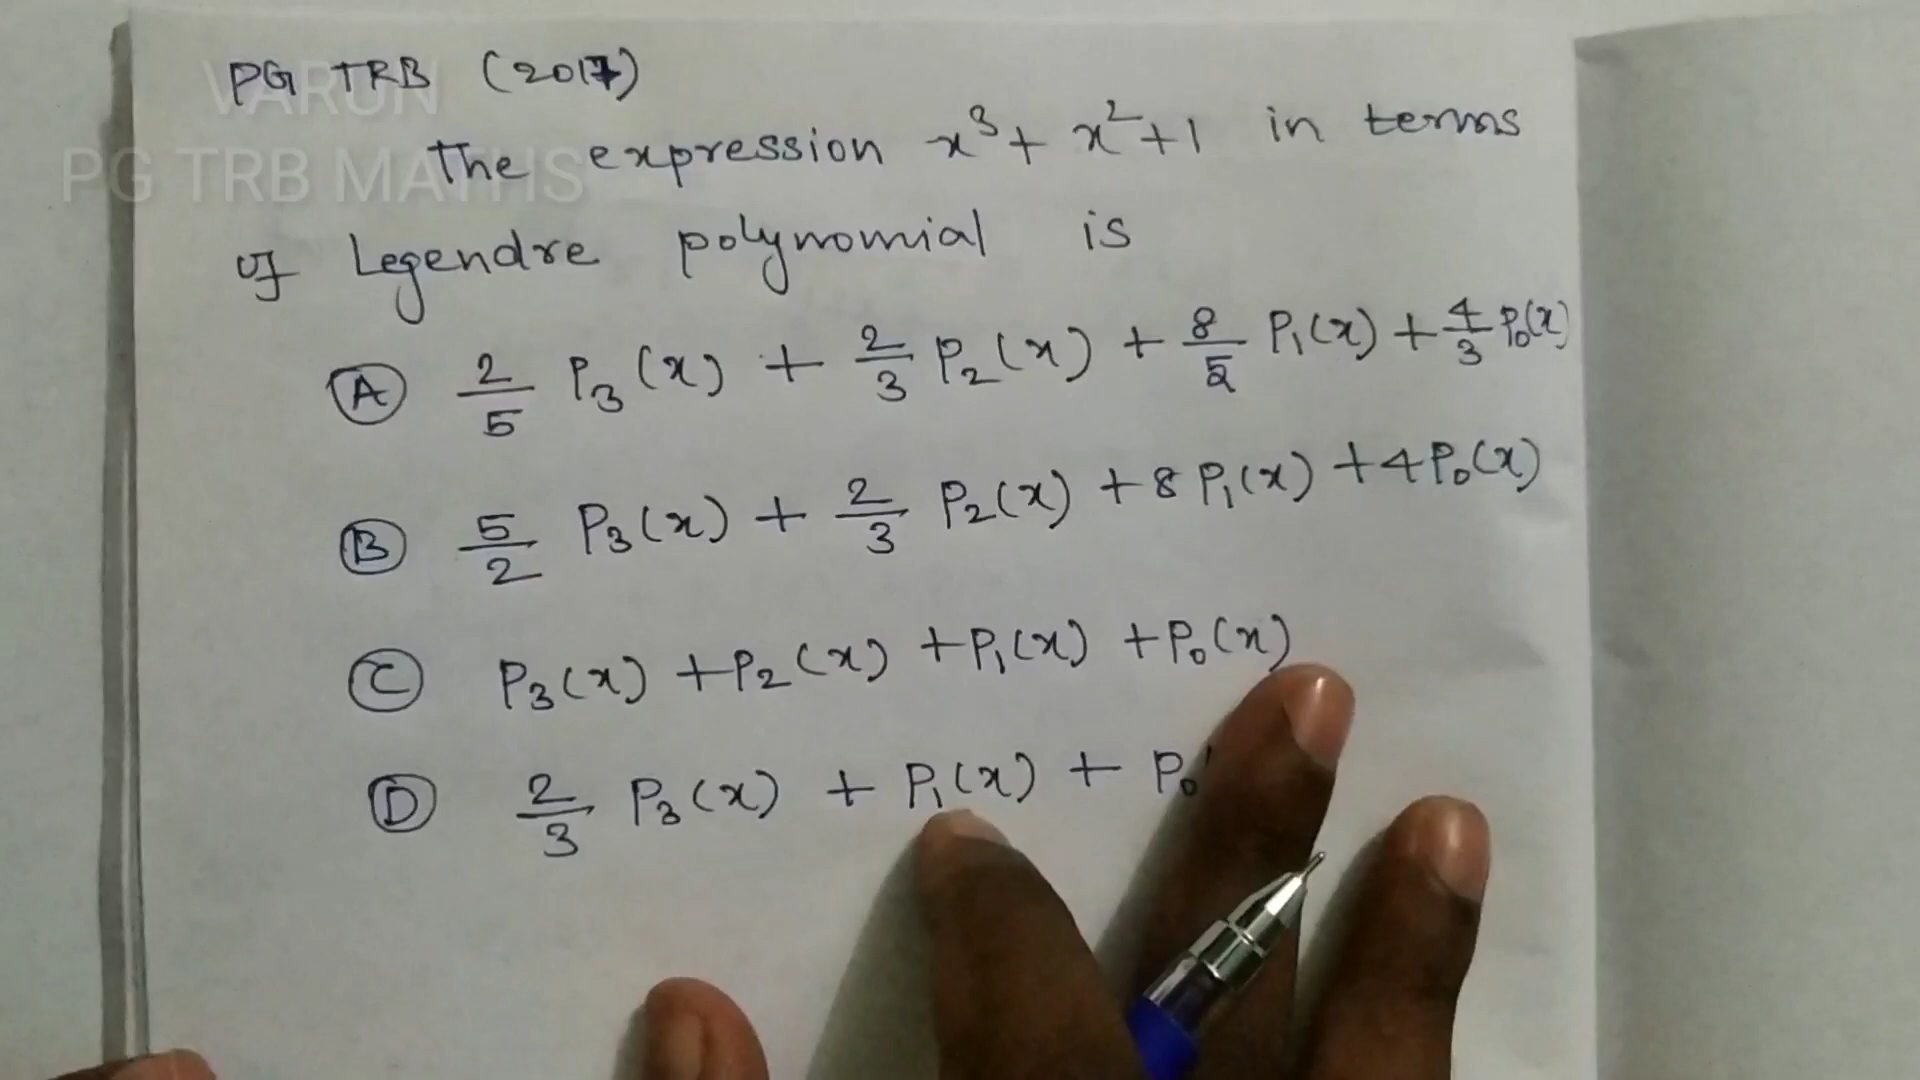 PG TRB (2017)
VARUN
The expression x³ + x² + 1 in terms
PG TRB MATHS
of Legendre polynomial is
(A) 2/5 P₃(x) + 2/3 P₂(x) + 8/5 P₁(x) + 4/3 P₀(x)
(B) 5/2 P₃(x) + 2/3 P₂(x) + 8 P₁(x) + 4P₀(x)
(C) P₃(x) + P₂(x) + P₁(x) + P₀(x)
(D) 2/3 P₃(x) + P₁(x) + P₀